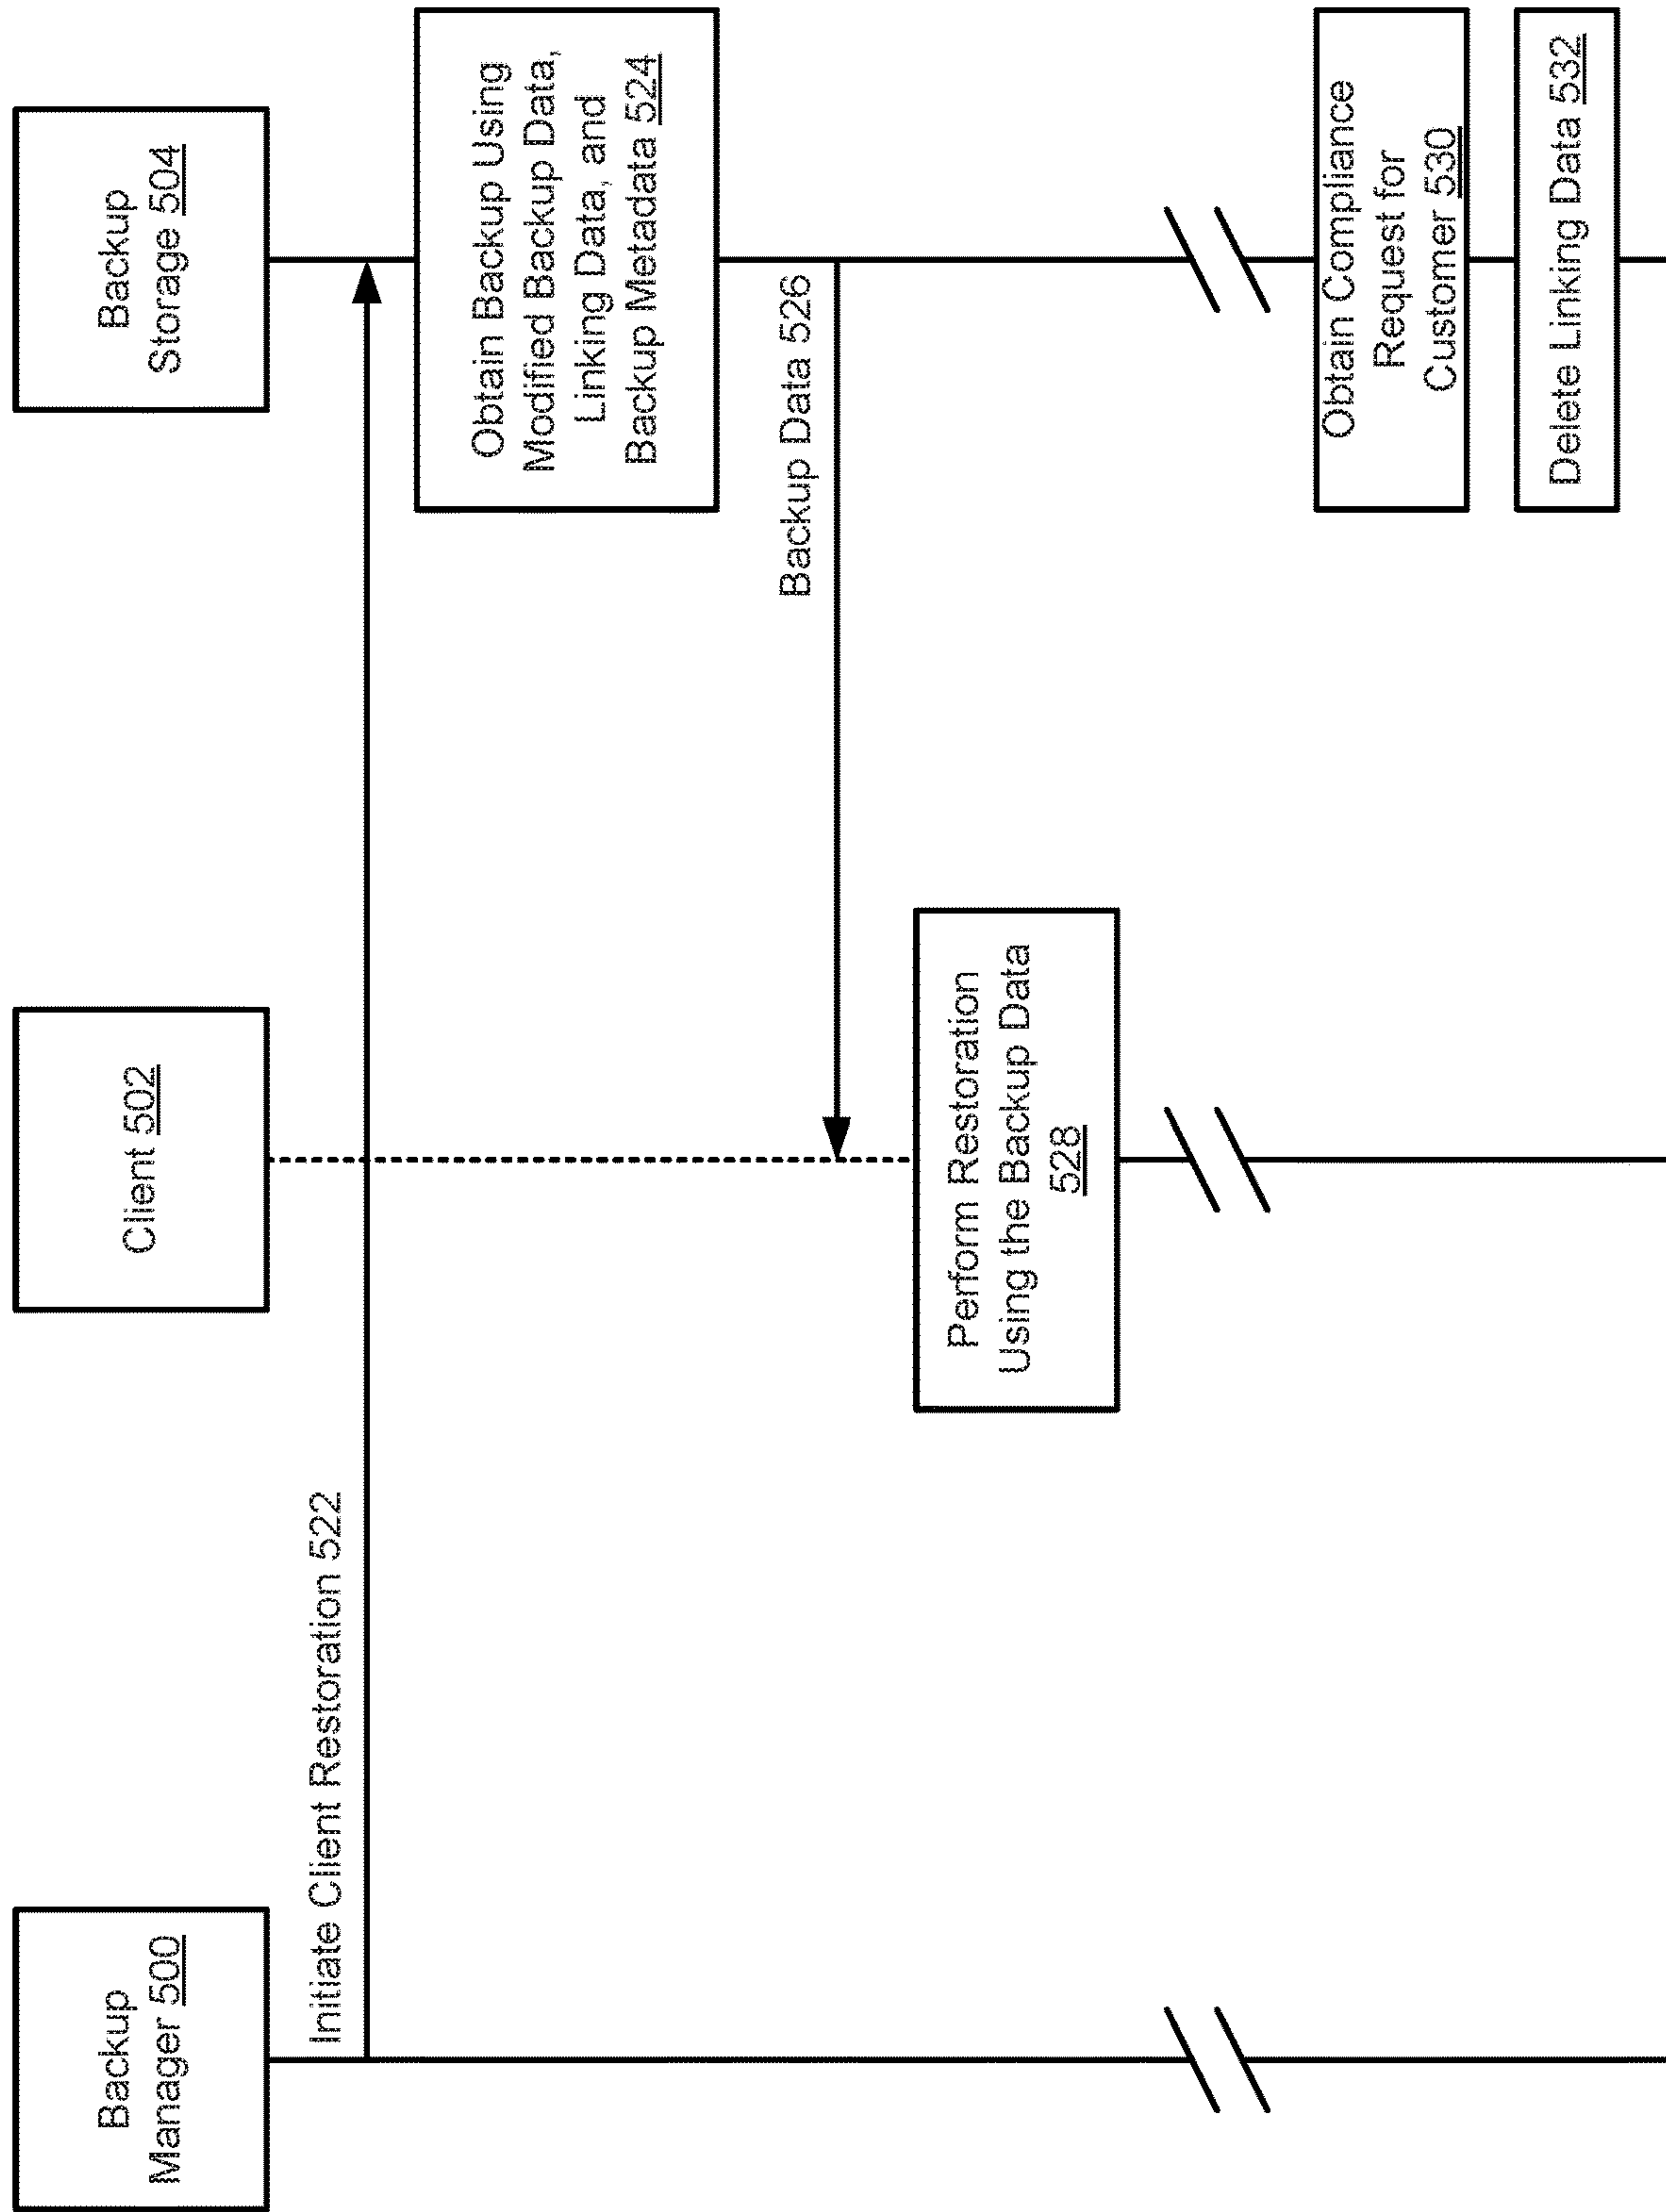 Backup
Manager 500
Client 502
Backup
Storage 504
Initiate Client Restoration 522
Obtain Backup Using
Modified Backup Data,
Linking Data, and
Backup Metadata 524
Backup Data 526
Perform Restoration
Using the Backup Data
528
Obtain Compliance
Request for
Customer 530
Delete Linking Data 532